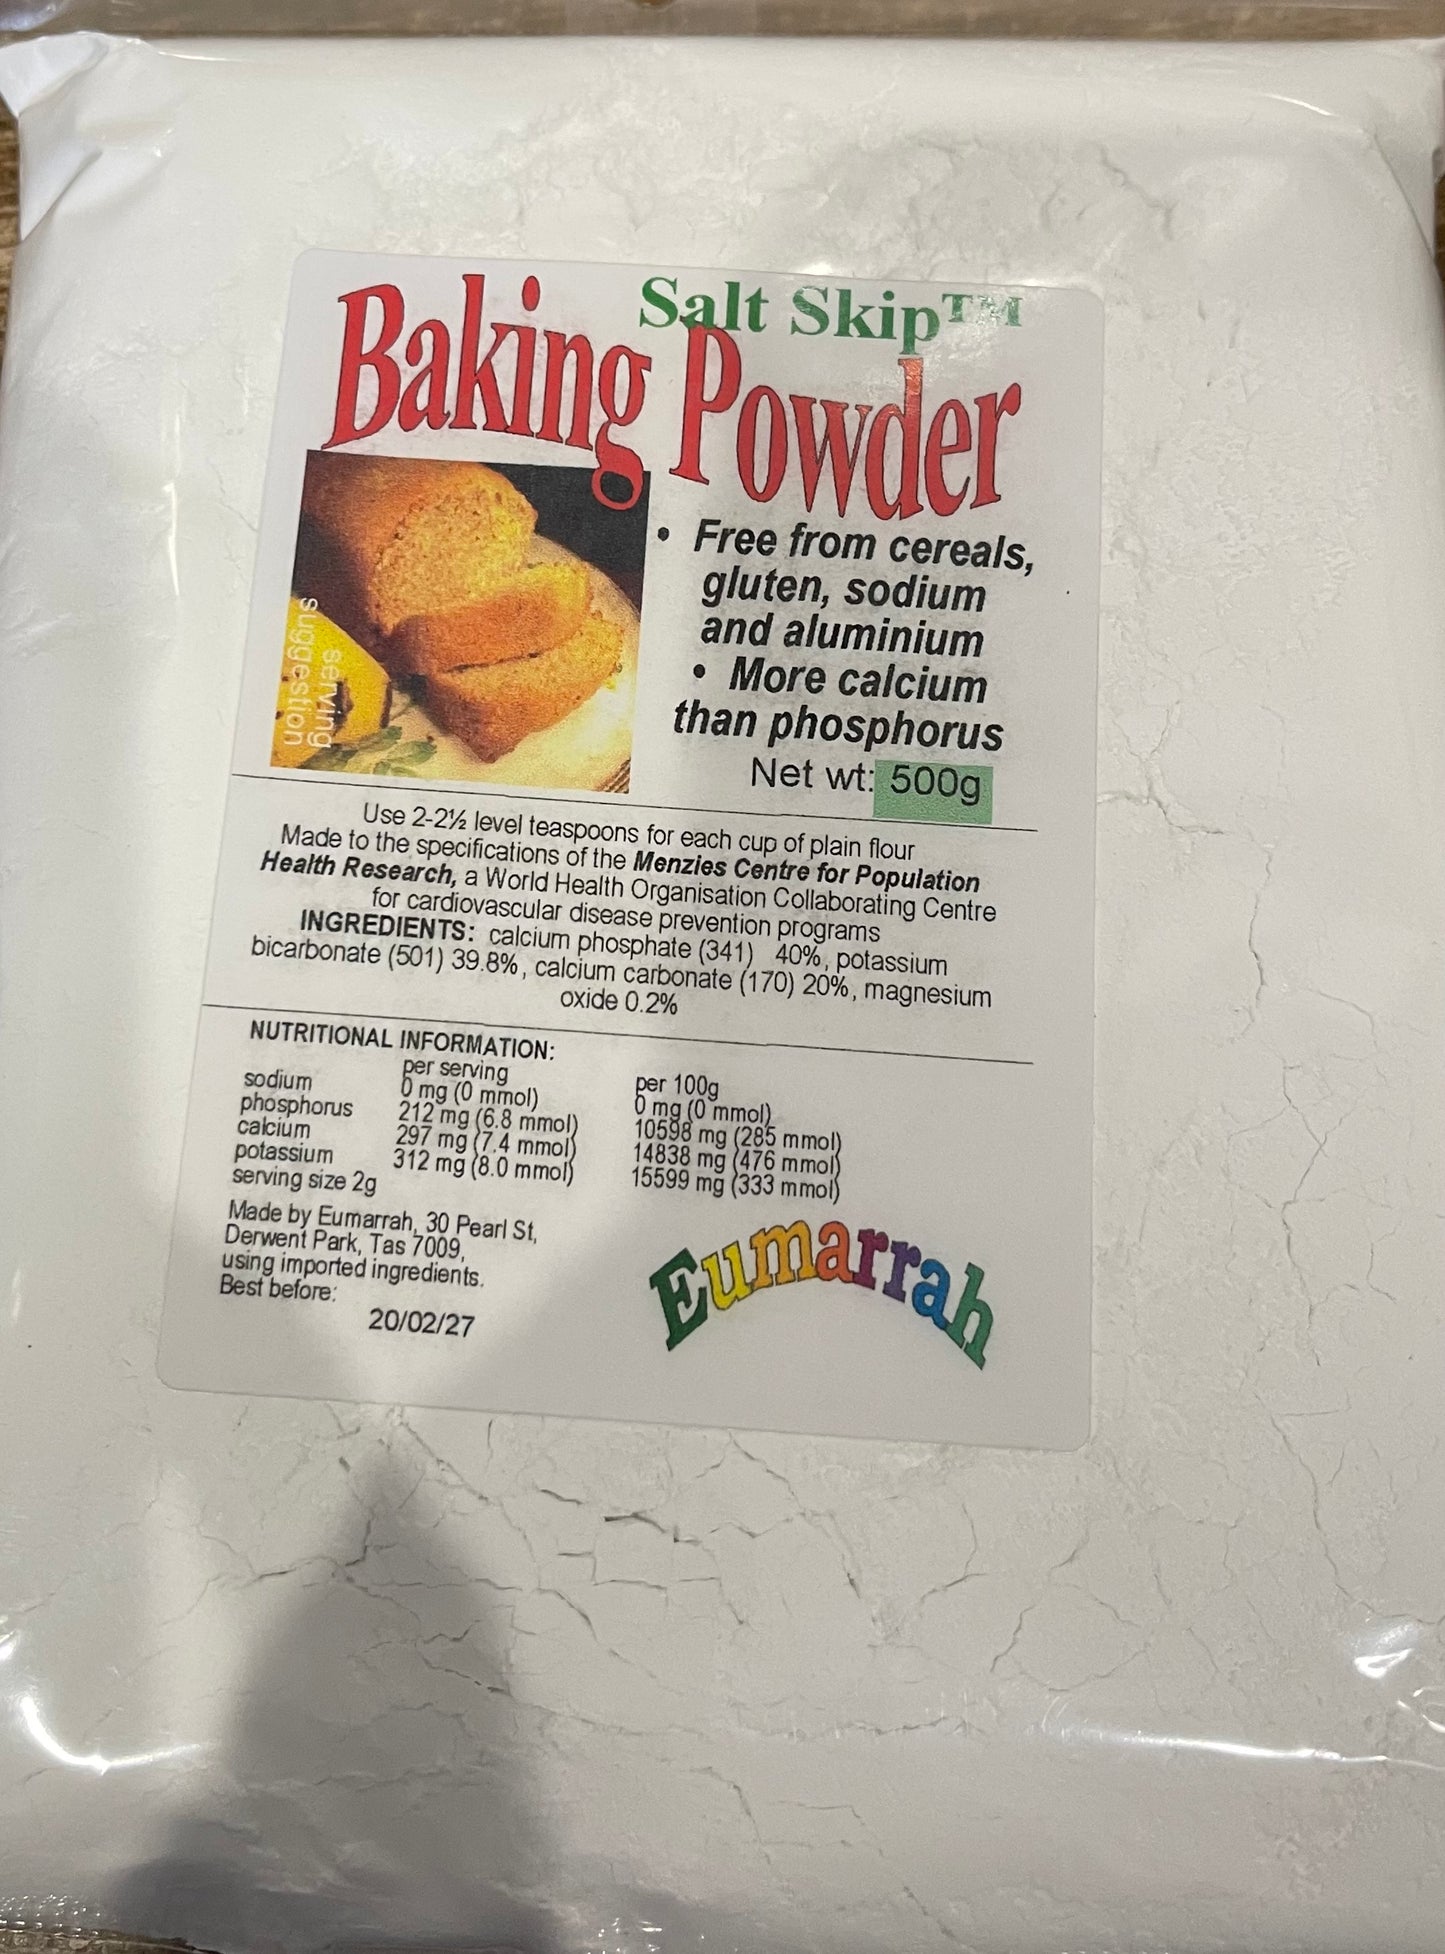 Salt Skip™
Baking Powder
serving
suggestion
• Free from cereals,
gluten, sodium
and aluminium
• More calcium
than phosphorus
Net wt: 500g
Use 2-2½ level teaspoons for each cup of plain flour
Made to the specifications of the Menzies Centre for Population
Health Research, a World Health Organisation Collaborating Centre
for cardiovascular disease prevention programs
INGREDIENTS: calcium phosphate (341) 40%, potassium
bicarbonate (501) 39.8%, calcium carbonate (170) 20%, magnesium
oxide 0.2%
NUTRITIONAL INFORMATION:
per serving per 100g
sodium 0 mg (0 mmol) 0 mg (0 mmol)
phosphorus 212 mg (6.8 mmol) 10598 mg (285 mmol)
calcium 297 mg (7.4 mmol) 14838 mg (476 mmol)
potassium 312 mg (8.0 mmol) 15599 mg (333 mmol)
serving size 2g
Made by Eumarrah, 30 Pearl St,
Derwent Park, Tas 7009,
using imported ingredients.
Best before:
20/02/27
Eumarrah